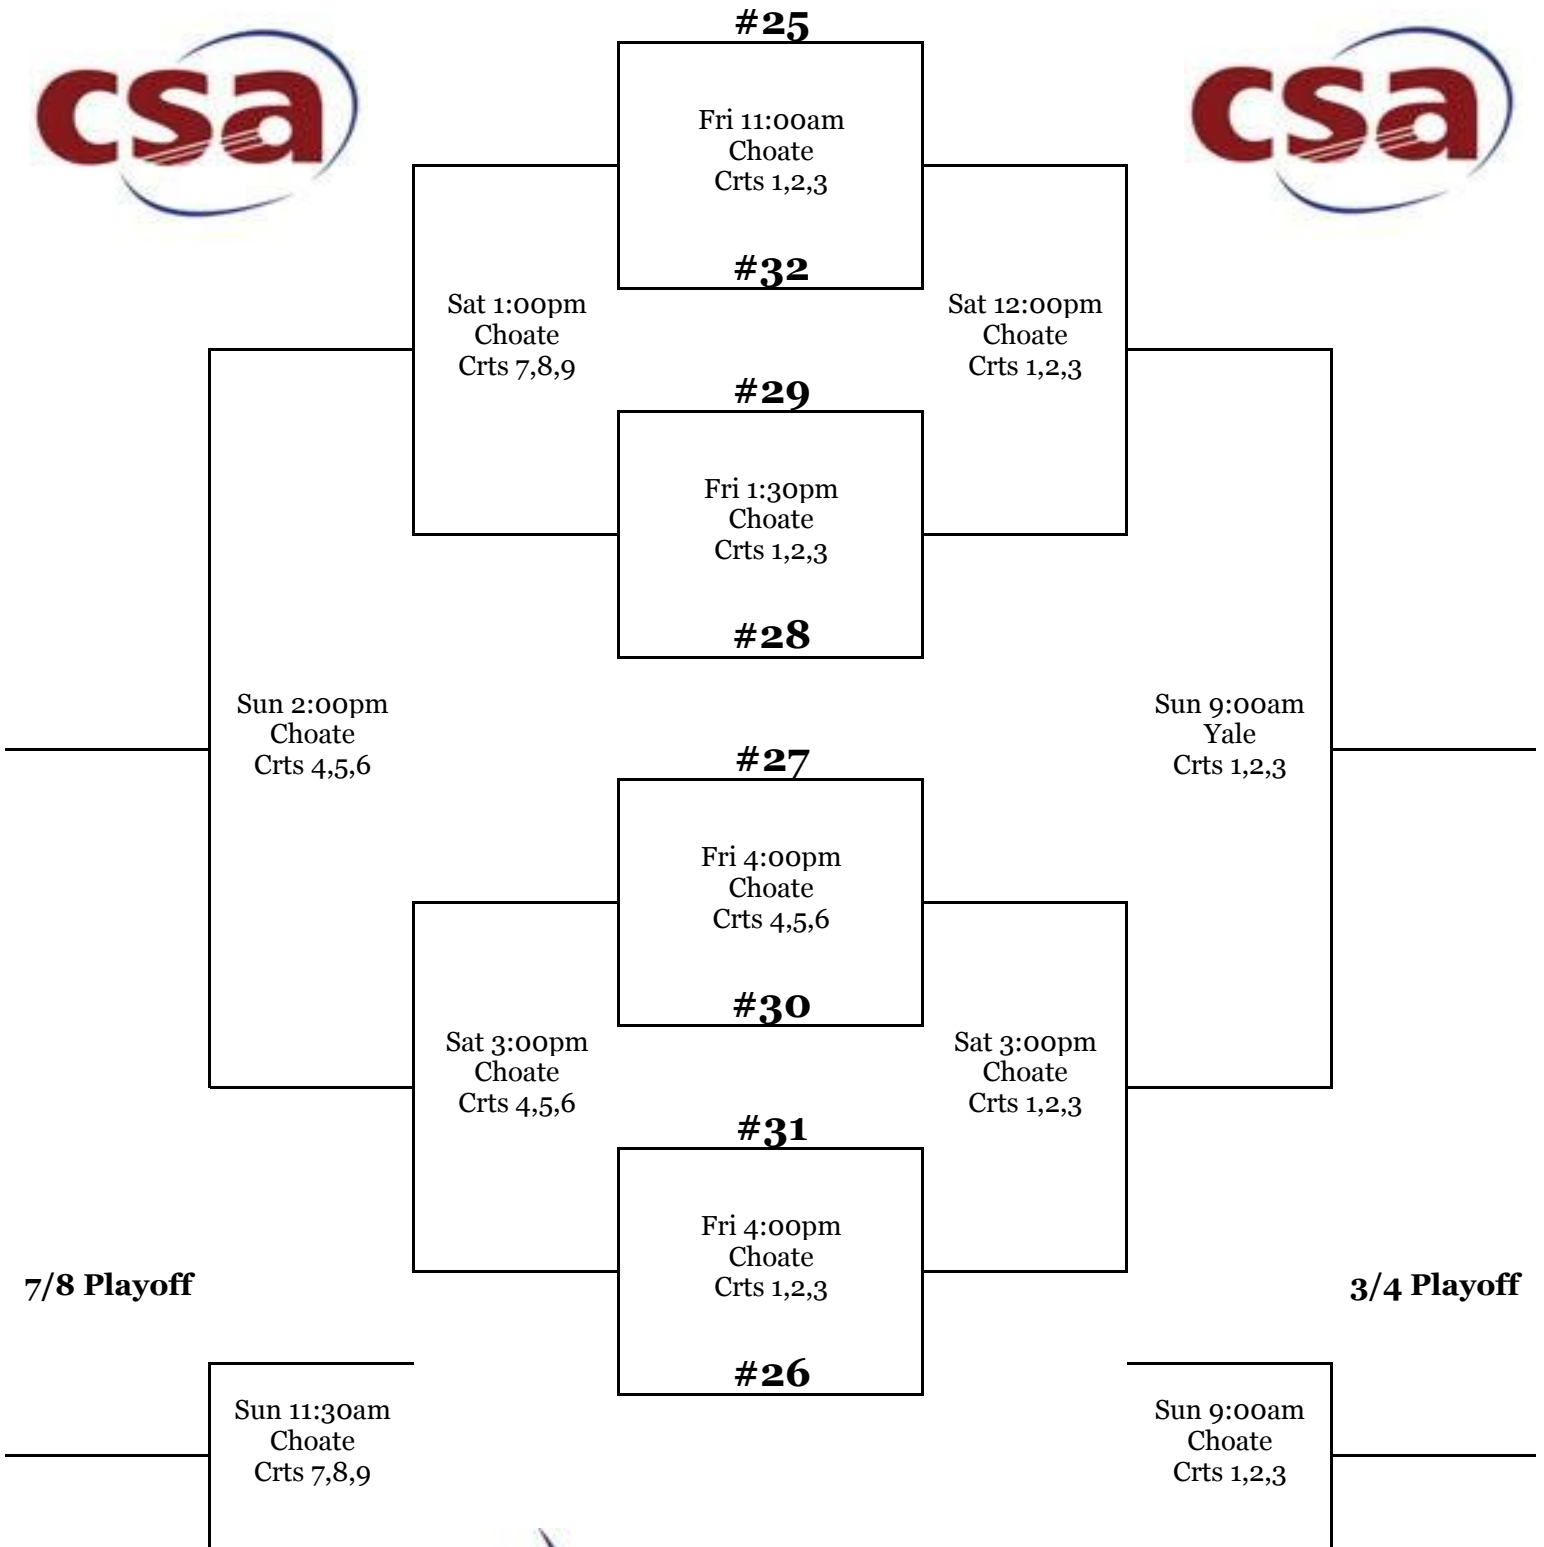 #25
csa
csa
Fri 11:00am
Choate
Crts 1,2,3
#32
Sat 1:00pm
Choate
Crts 7,8,9
Sat 12:00pm
Choate
Crts 1,2,3
#29
Fri 1:30pm
Choate
Crts 1,2,3
#28
Sun 2:00pm
Choate
Crts 4,5,6
Sun 9:00am
Yale
Crts 1,2,3
#27
Fri 4:00pm
Choate
Crts 4,5,6
#30
Sat 3:00pm
Choate
Crts 4,5,6
Sat 3:00pm
Choate
Crts 1,2,3
#31
Fri 4:00pm
Choate
Crts 1,2,3
7/8 Playoff
3/4 Playoff
#26
Sun 11:30am
Choate
Crts 7,8,9
Sun 9:00am
Choate
Crts 1,2,3